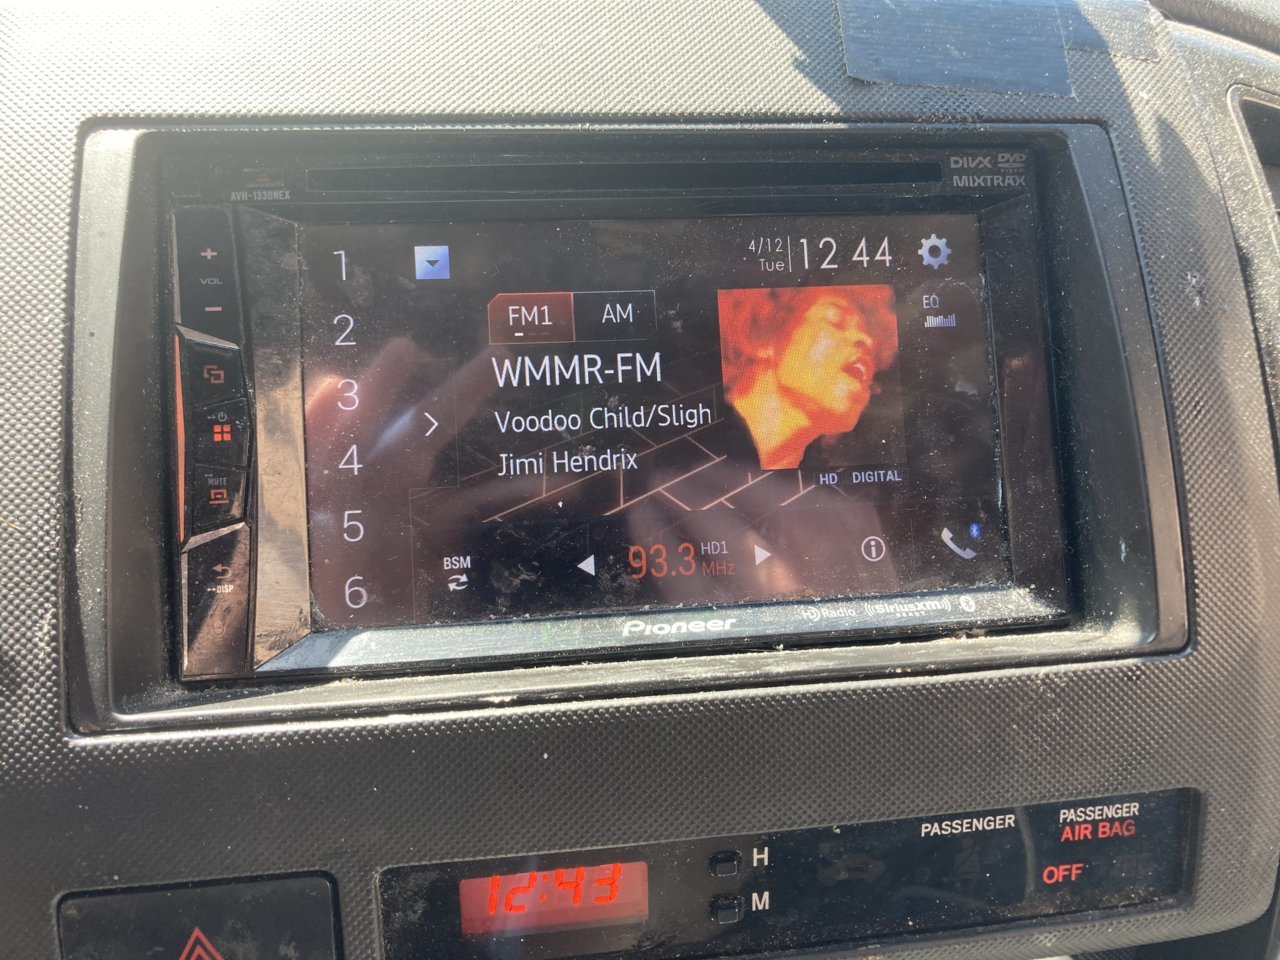 DIVX DVD
VIDEO
AVH-1330NEX
MIXTRAX
+
VOL
−
MUTE
DISP
1
2
3
4
5
6
4/12
Tue
12 44
EQ
FM1
AM
WMMR-FM
Voodoo Child/Sligh
Jimi Hendrix
HD DIGITAL
BSM
93.3
HD1
MHz
Pioneer
HD Radio
((SiriusXM))
READY
PASSENGER
PASSENGER
AIR BAG
OFF
12:43
H
M